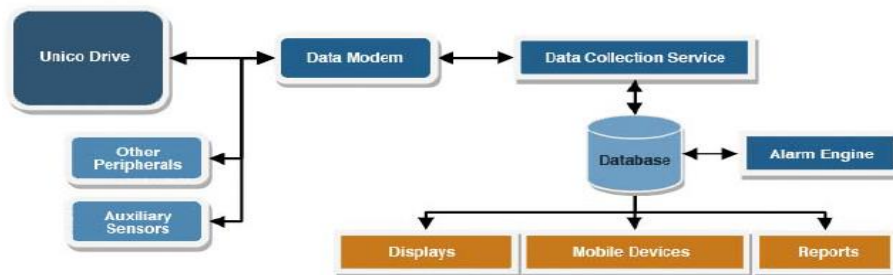 Unico Drive
Data Modem
Data Collection Service
Other
Peripherals
Auxiliary
Sensors
Database
Alarm Engine
Displays
Mobile Devices
Reports